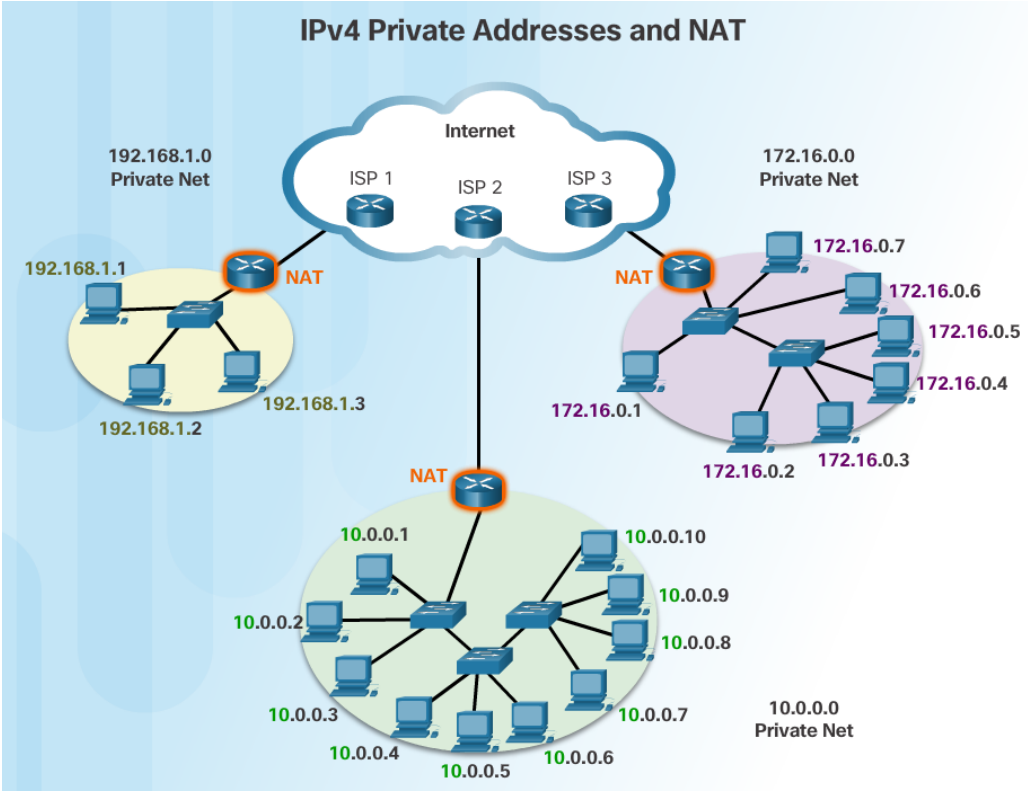 IPv4 Private Addresses and NAT
Internet
ISP 1
ISP 2
ISP 3
192.168.1.0
Private Net
172.16.0.0
Private Net
NAT
192.168.1.1
192.168.1.2
192.168.1.3
NAT
172.16.0.7
172.16.0.6
172.16.0.5
172.16.0.4
172.16.0.1
172.16.0.3
172.16.0.2
NAT
10.0.0.1
10.0.0.10
10.0.0.2
10.0.0.9
10.0.0.8
10.0.0.3
10.0.0.7
10.0.0.4
10.0.0.6
10.0.0.5
10.0.0.0
Private Net